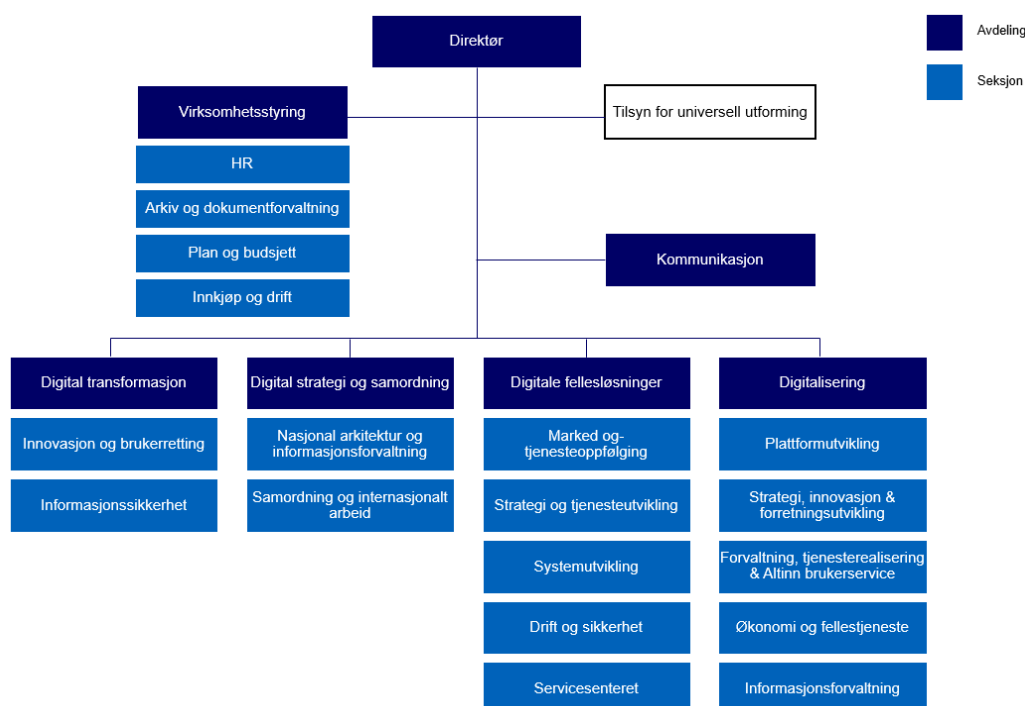 Direktør
Avdeling
Seksjon
Virksomhetsstyring
Tilsyn for universell utforming
HR
Arkiv og dokumentforvaltning
Plan og budsjett
Innkjøp og drift
Kommunikasjon
Digital transformasjon
Innovasjon og brukerretting
Informasjonssikkerhet
Digital strategi og samordning
Nasjonal arkitektur og
informasjonsforvaltning
Samordning og internasjonalt
arbeid
Digitale fellesløsninger
Marked og-
tjenesteoppfølging
Strategi og tjenesteutvikling
Systemutvikling
Drift og sikkerhet
Servicesenteret
Digitalisering
Plattformutvikling
Strategi, innovasjon &
forretningsutvikling
Forvaltning, tjenesterealisering
& Altinn brukerservice
Økonomi og fellestjeneste
Informasjonsforvaltning